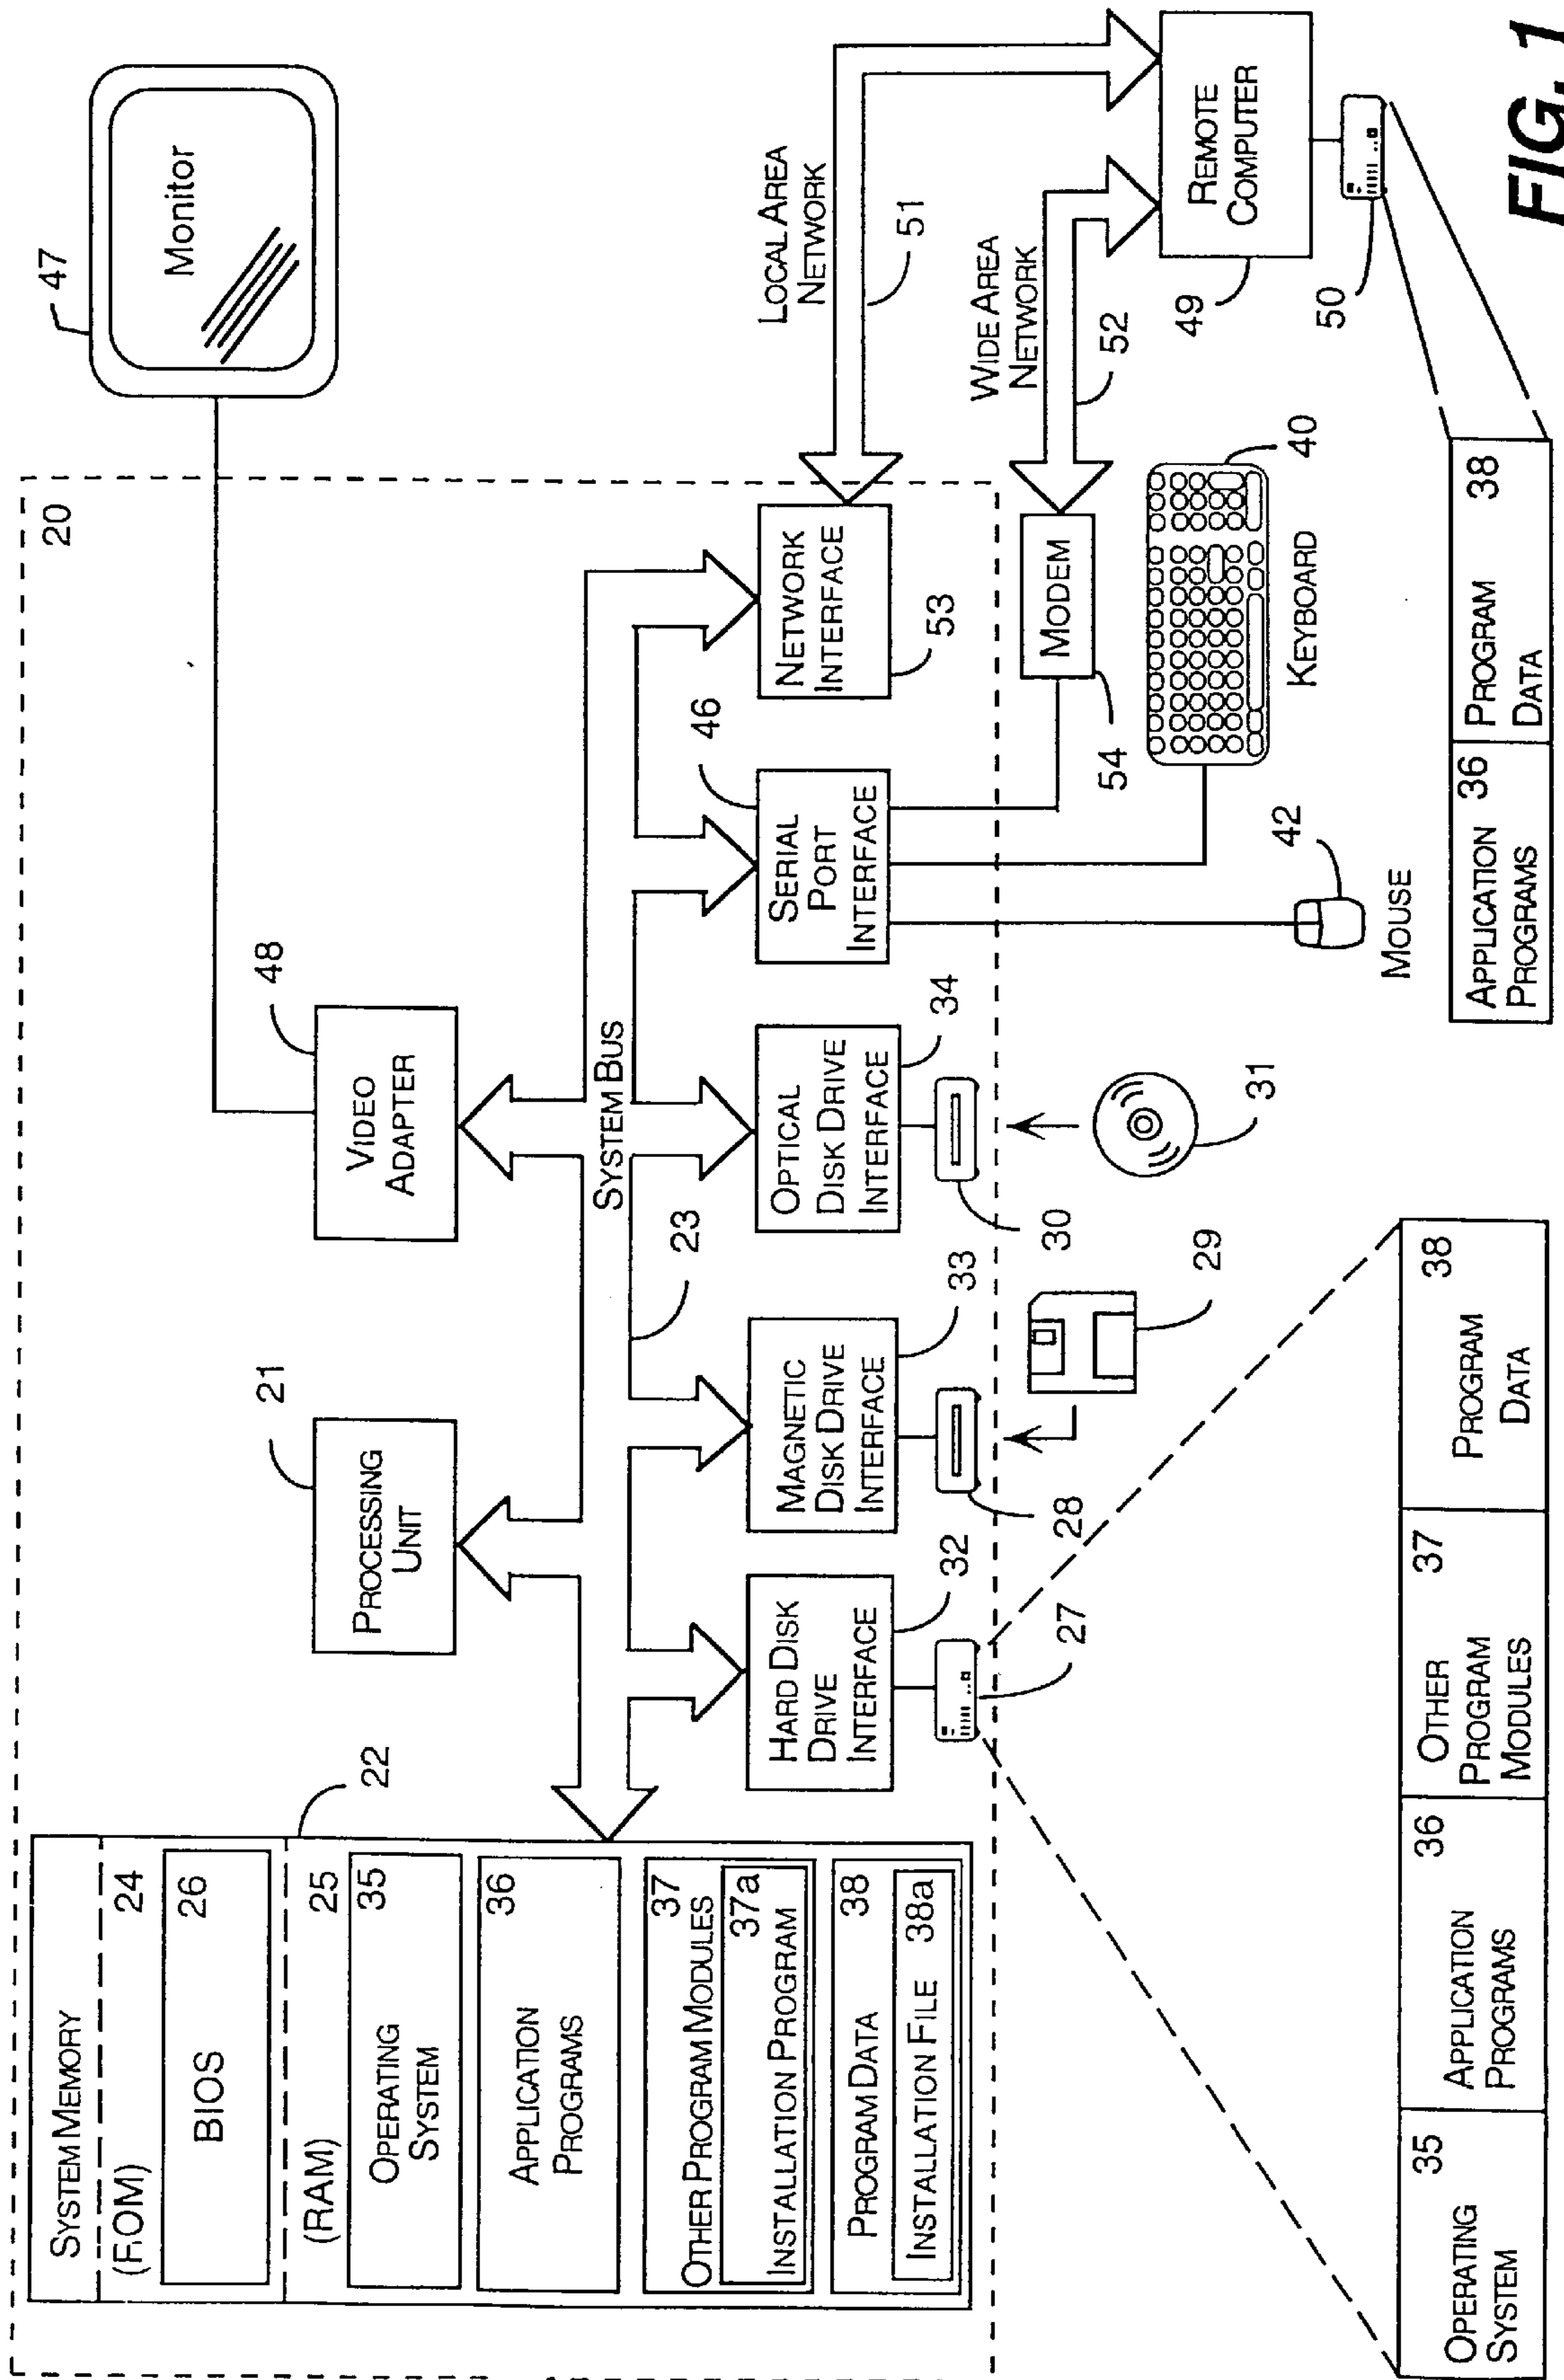 20
47
Monitor
SYSTEM MEMORY
(F.OM) 24
BIOS
26
(RAM)
25
OPERATING
SYSTEM
35
APPLICATION
PROGRAMS
36
OTHER PROGRAM MODULES
37
37a
INSTALLATION PROGRAM
PROGRAM DATA
38
INSTALLATION FILE 38a
22
PROCESSING
UNIT
21
VIDEO
ADAPTER
48
SYSTEM BUS
23
HARD DISK
DRIVE
INTERFACE
32
MAGNETIC
DISK DRIVE
INTERFACE
33
OPTICAL
DISK DRIVE
INTERFACE
34
SERIAL
PORT
INTERFACE
46
NETWORK
INTERFACE
53
LOCAL AREA
NETWORK
51
27
28
29
30
31
MODEM
54
WIDE AREA
NETWORK
52
REMOTE
COMPUTER
49
50
KEYBOARD
40
MOUSE
42
OPERATING
SYSTEM
35
APPLICATION
PROGRAMS
36
OTHER
PROGRAM
MODULES
37
PROGRAM
DATA
38
APPLICATION
PROGRAMS
36
PROGRAM
DATA
38
FIG. 1